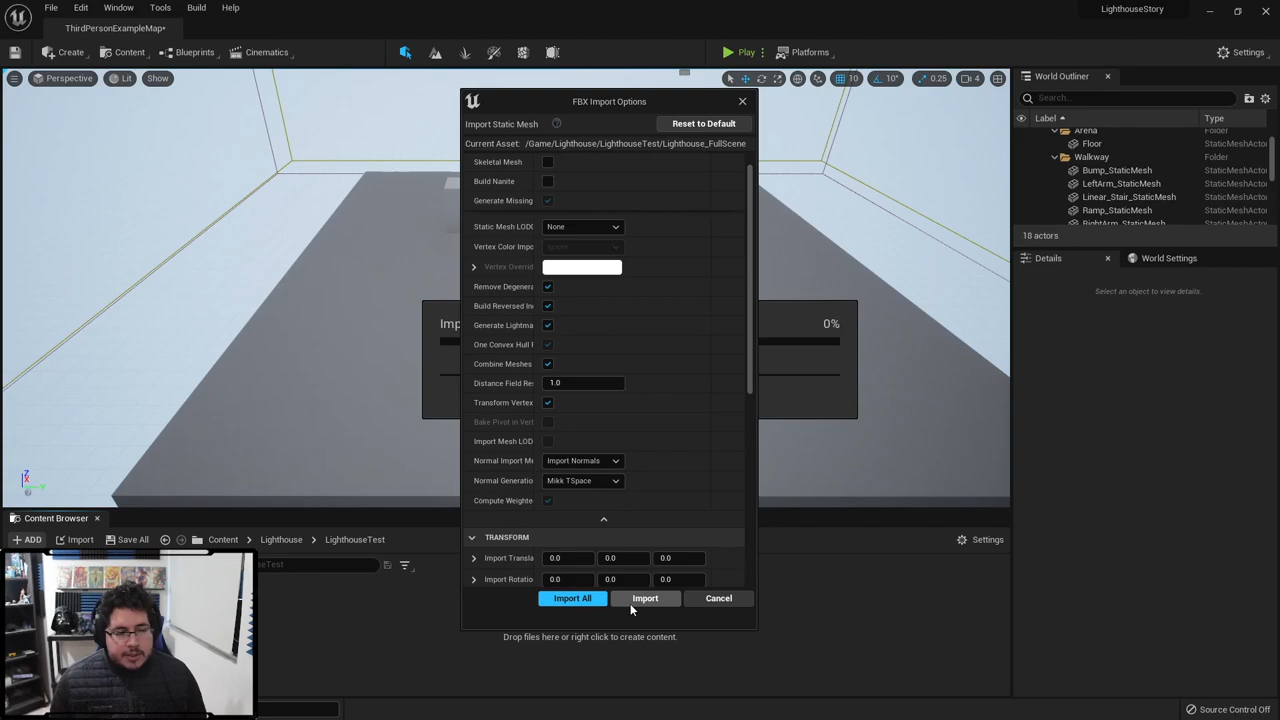 File Edit Window Tools Build Help
LighthouseStory
ThirdPersonExampleMap*
Create Content Blueprints Cinematics Play Platforms Settings
Perspective Lit Show
10 10° 0.25 4
World Outliner
Search...
Label Type
Arena Folder
Floor StaticMeshActor
Walkway Folder
Bump_StaticMesh StaticMeshActor
LeftArm_StaticMesh StaticMeshActor
Linear_Stair_StaticMesh StaticMeshActor
Ramp_StaticMesh StaticMeshActor
RightArm_StaticMesh StaticMeshActor
18 actors
Details World Settings
Select an object to view details.
FBX Import Options
Import Static Mesh Reset to Default
Current Asset: /Game/Lighthouse/LighthouseTest/Lighthouse_FullScene
Skeletal Mesh
Build Nanite
Generate Missing
Static Mesh LODG None
Vertex Color Impo Ignore
Vertex Overrid
Remove Degenera
Build Reversed Ind
Generate Lightma
One Convex Hull P
Combine Meshes
Distance Field Res 1.0
Transform Vertex
Bake Pivot in Vert
Import Mesh LOD
Normal Import Me Import Normals
Normal Generatio Mikk TSpace
Compute Weighte
TRANSFORM
Import Transla 0.0 0.0 0.0
Import Rotatio 0.0 0.0 0.0
Import All Import Cancel
Imp 0%
Content Browser
ADD Import Save All Content Lighthouse LighthouseTest Settings
Drop files here or right click to create content.
Source Control Off